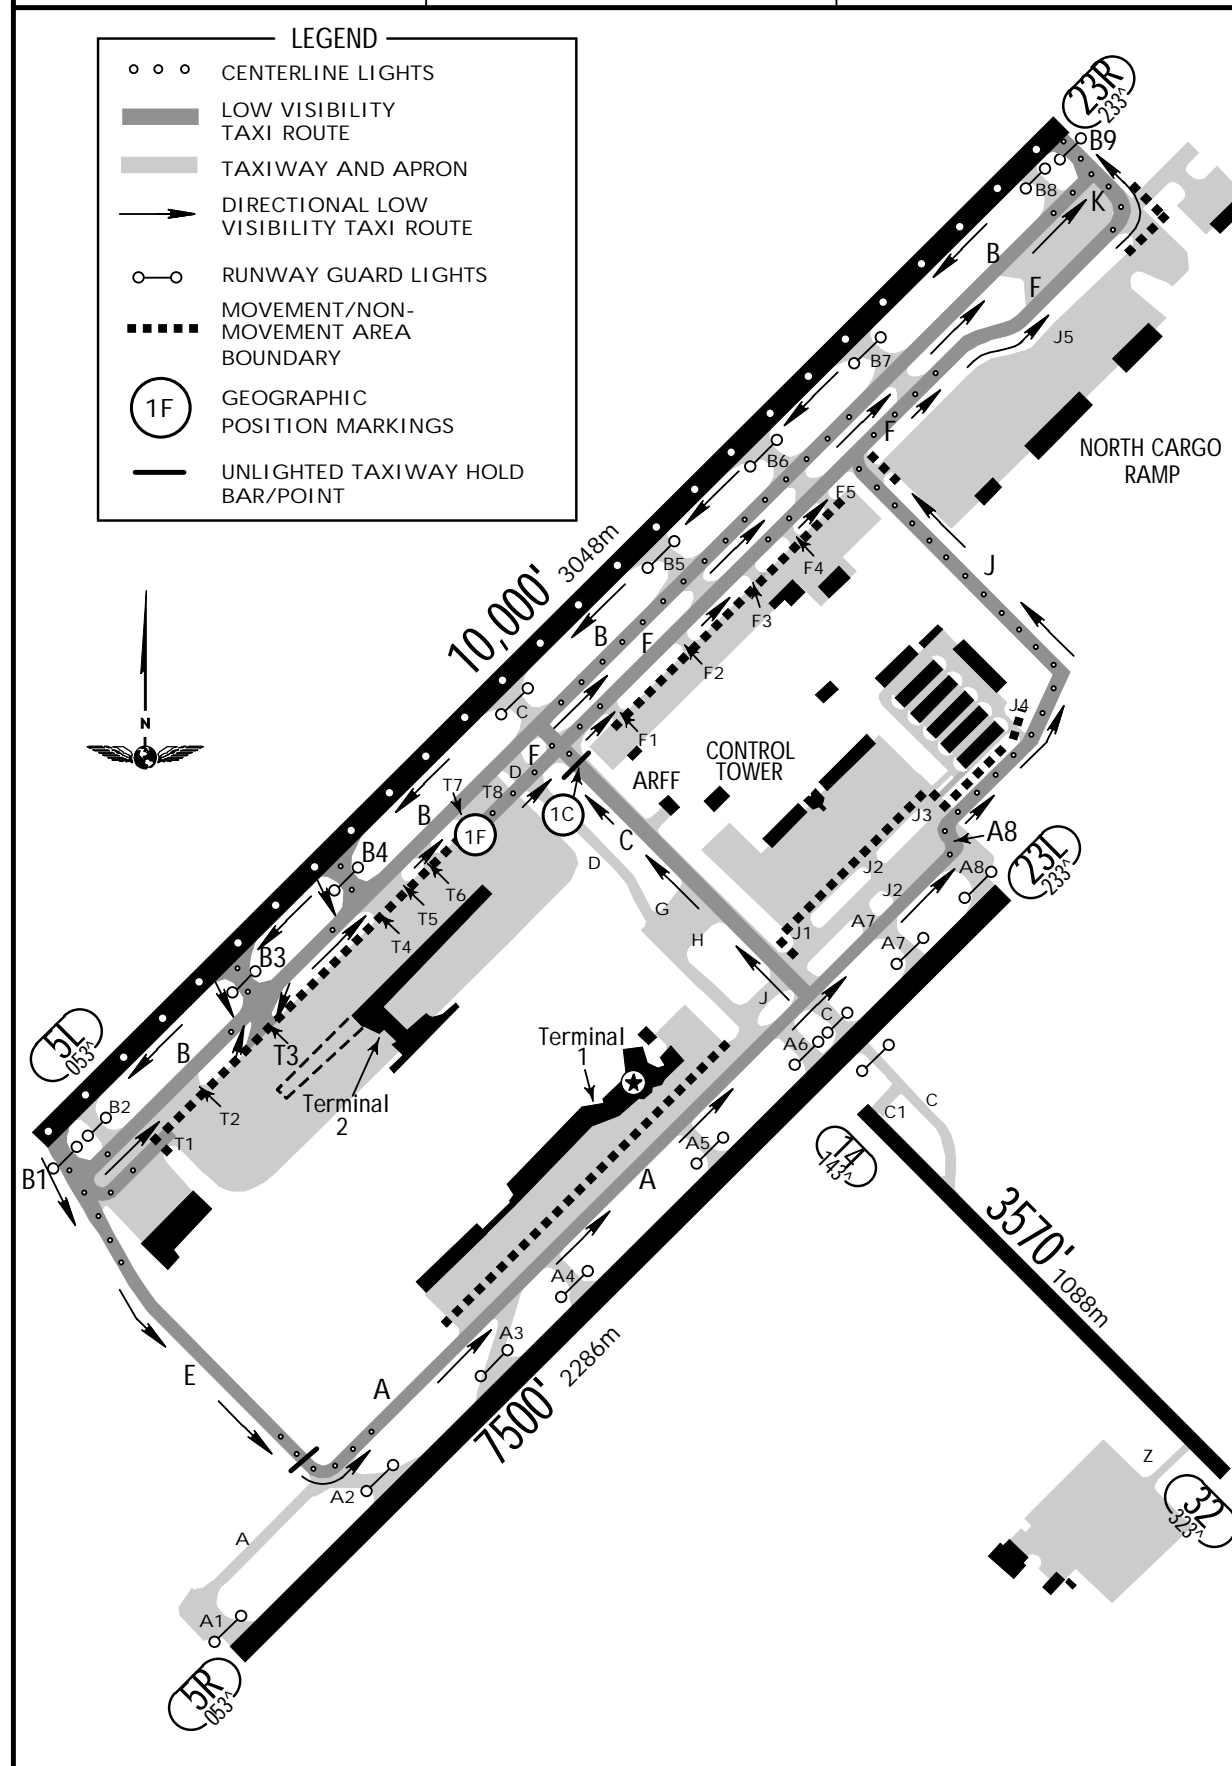 LEGEND
CENTERLINE LIGHTS
LOW VISIBILITY
TAXI ROUTE
TAXIWAY AND APRON
DIRECTIONAL LOW
VISIBILITY TAXI ROUTE
RUNWAY GUARD LIGHTS
MOVEMENT/NON-
MOVEMENT AREA
BOUNDARY
1F
GEOGRAPHIC
POSITION MARKINGS
UNLIGHTED TAXIWAY HOLD
BAR/POINT
23R
233^
B9
B8
K
B
F
J5
B7
F
NORTH CARGO
RAMP
B6
F5
3048m
B5
F4
J
10,000'
F3
B
F
F2
N
C
J4
F1
F
D
CONTROL
TOWER
ARFF
T7
T8
1C
1F
J3
B
C
A8
23L
233^
B4
D
J2
A8
T6
G
J2
T5
A7
T4
H
J1
A7
B3
J
5L
053^
C
B
T3
Terminal
1
A6
B2
T2
Terminal
2
C
C1
T1
A5
14
143^
B1
A
3570'
1088m
A4
A3
2286m
E
A
7500'
A2
Z
A
32
323^
A1
5R
053^